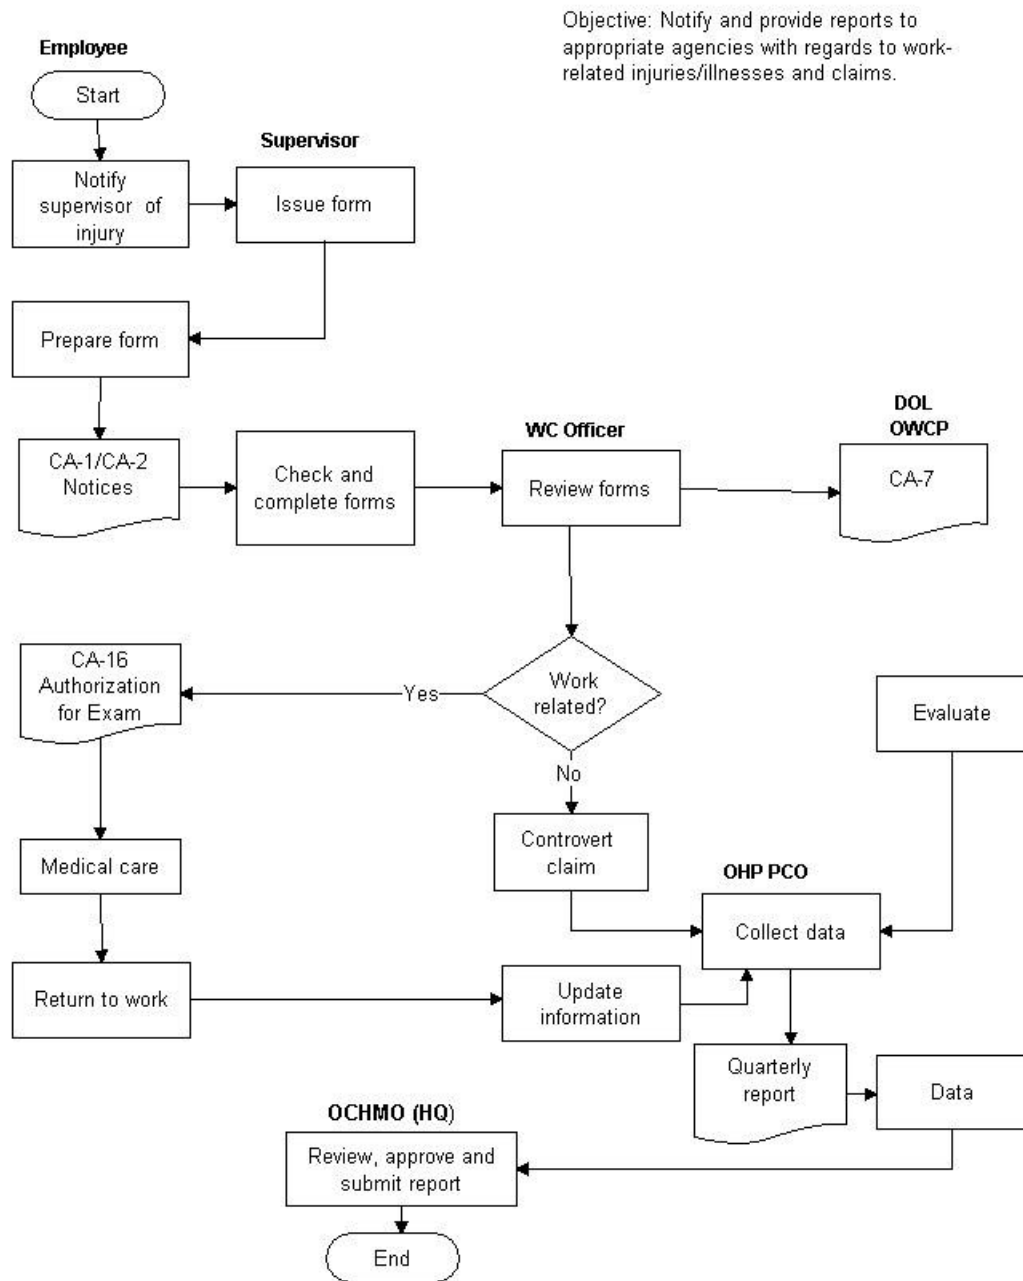 Objective: Notify and provide reports to
appropriate agencies with regards to work-
related injuries/illnesses and claims.
Employee
Start
Supervisor
Notify
supervisor of
injury
Issue form
Prepare form
CA-1/CA-2
Notices
Check and
complete forms
WC Officer
Review forms
DOL
OWCP
CA-7
CA-16
Authorization
for Exam
Yes
Work
related?
Evaluate
No
Medical care
Controvert
claim
OHP PCO
Collect data
Return to work
Update
information
Quarterly
report
Data
OCHMO (HQ)
Review, approve and
submit report
End